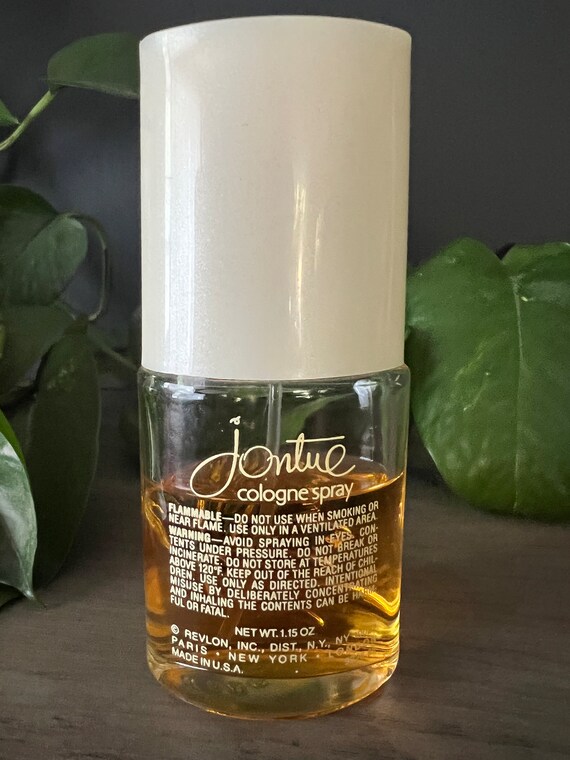 jontue
cologne spray
FLAMMABLE—DO NOT USE WHEN SMOKING OR
NEAR FLAME. USE ONLY IN A VENTILATED AREA.
WARNING—AVOID SPRAYING IN EYES. CON-
TENTS UNDER PRESSURE. DO NOT BREAK OR
INCINERATE. DO NOT STORE AT TEMPERATURES
ABOVE 120°F. KEEP OUT OF THE REACH OF CHIL-
DREN. USE ONLY AS DIRECTED. INTENTIONAL
MISUSE BY DELIBERATELY CONCENTRATING
AND INHALING THE CONTENTS CAN BE HARM-
FUL OR FATAL.
NET WT. 1.15 OZ
© REVLON, INC., DIST., N.Y., NY
PARIS • NEW YORK • LONDON
MADE IN U.S.A.